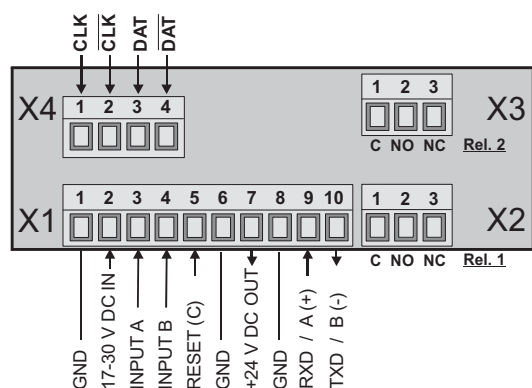 CLK CLK DAT DAT
X4 1 2 3 4
1 2 3 X3
C NO NC Rel. 2
X1 1 2 3 4 5 6 7 8 9 10
1 2 3 X2
C NO NC Rel. 1
GND
17-30 V DC IN
INPUT A
INPUT B
RESET (C)
GND
+24 V DC OUT
GND
RXD / A (+)
TXD / B (-)